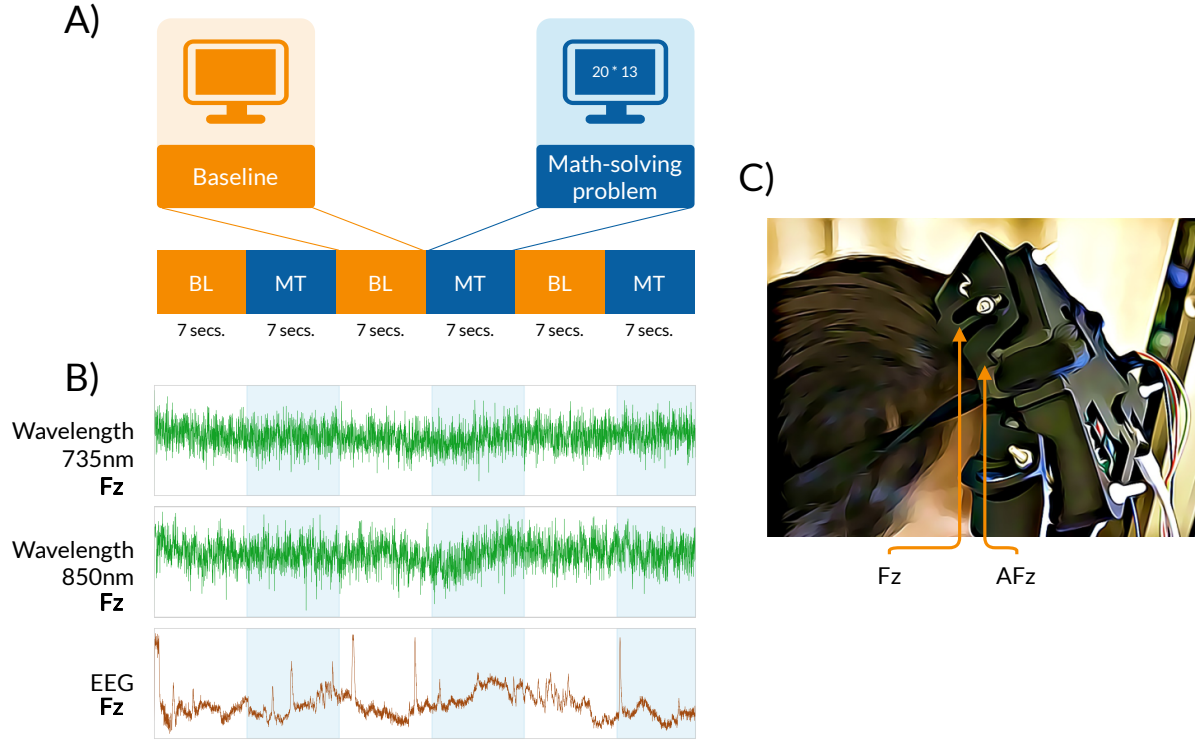 A)
20 * 13
Baseline
Math-solving
problem
BL MT BL MT BL MT
7 secs. 7 secs. 7 secs. 7 secs. 7 secs. 7 secs.
B)
Wavelength
735nm
Fz
Wavelength
850nm
Fz
EEG
Fz
C)
Fz AFz